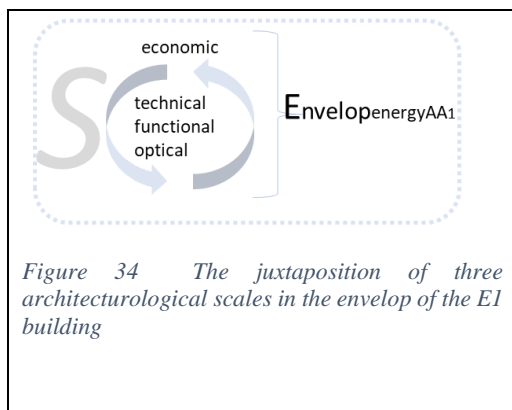 economic
S
technical
functional
optical
EnvelopenergyAA1
Figure 34 The juxtaposition of three
architecturological scales in the envelop of the E1
building